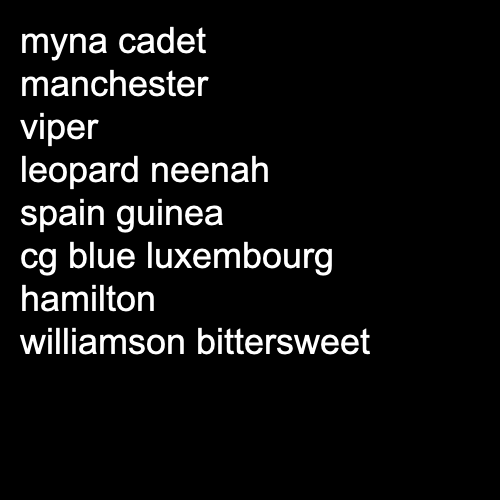 myna cadet
manchester
viper
leopard neenah
spain guinea
cg blue luxembourg
hamilton
williamson bittersweet